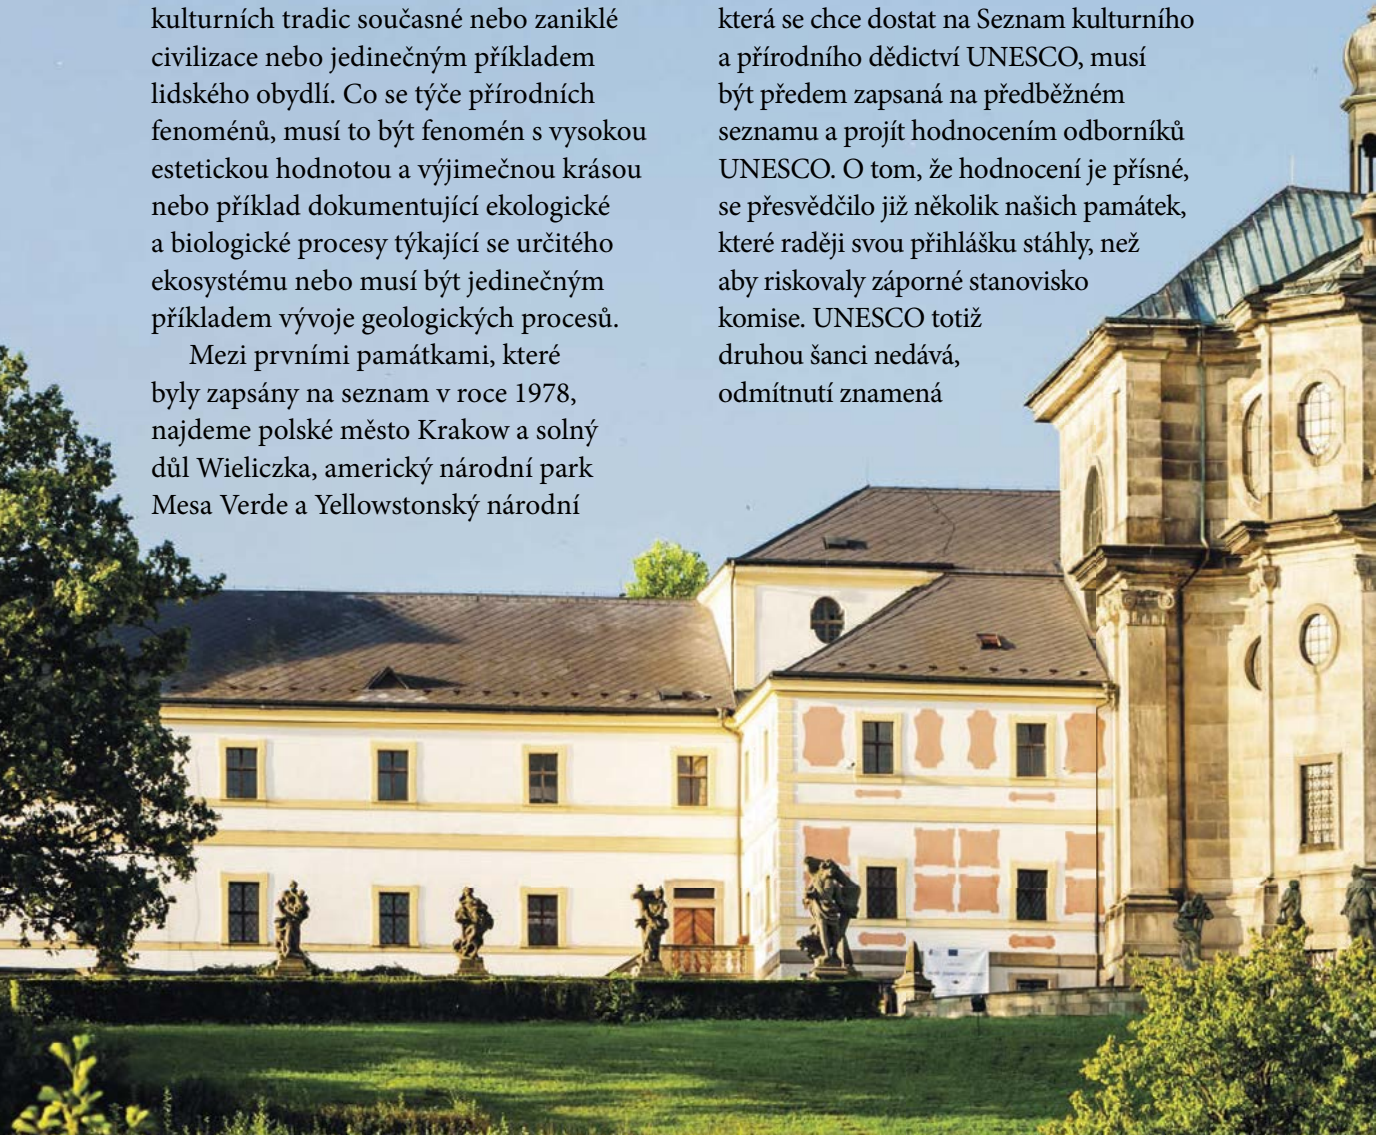 kulturních tradic současné nebo zaniklé
civilizace nebo jedinečným příkladem
lidského obydlí. Co se týče přírodních
fenoménů, musí to být fenomén s vysokou
estetickou hodnotou a výjimečnou krásou
nebo příklad dokumentující ekologické
a biologické procesy týkající se určitého
ekosystému nebo musí být jedinečným
příkladem vývoje geologických procesů.
Mezi prvními památkami, které
byly zapsány na seznam v roce 1978,
najdeme polské město Krakow a solný
důl Wieliczka, americký národní park
Mesa Verde a Yellowstonský národní
která se chce dostat na Seznam kulturního
a přírodního dědictví UNESCO, musí
být předem zapsaná na předběžném
seznamu a projít hodnocením odborníků
UNESCO. O tom, že hodnocení je přísné,
se přesvědčilo již několik našich památek,
které raději svou přihlášku stáhly, než
aby riskovaly záporné stanovisko
komise. UNESCO totiž
druhou šanci nedává,
odmítnutí znamená